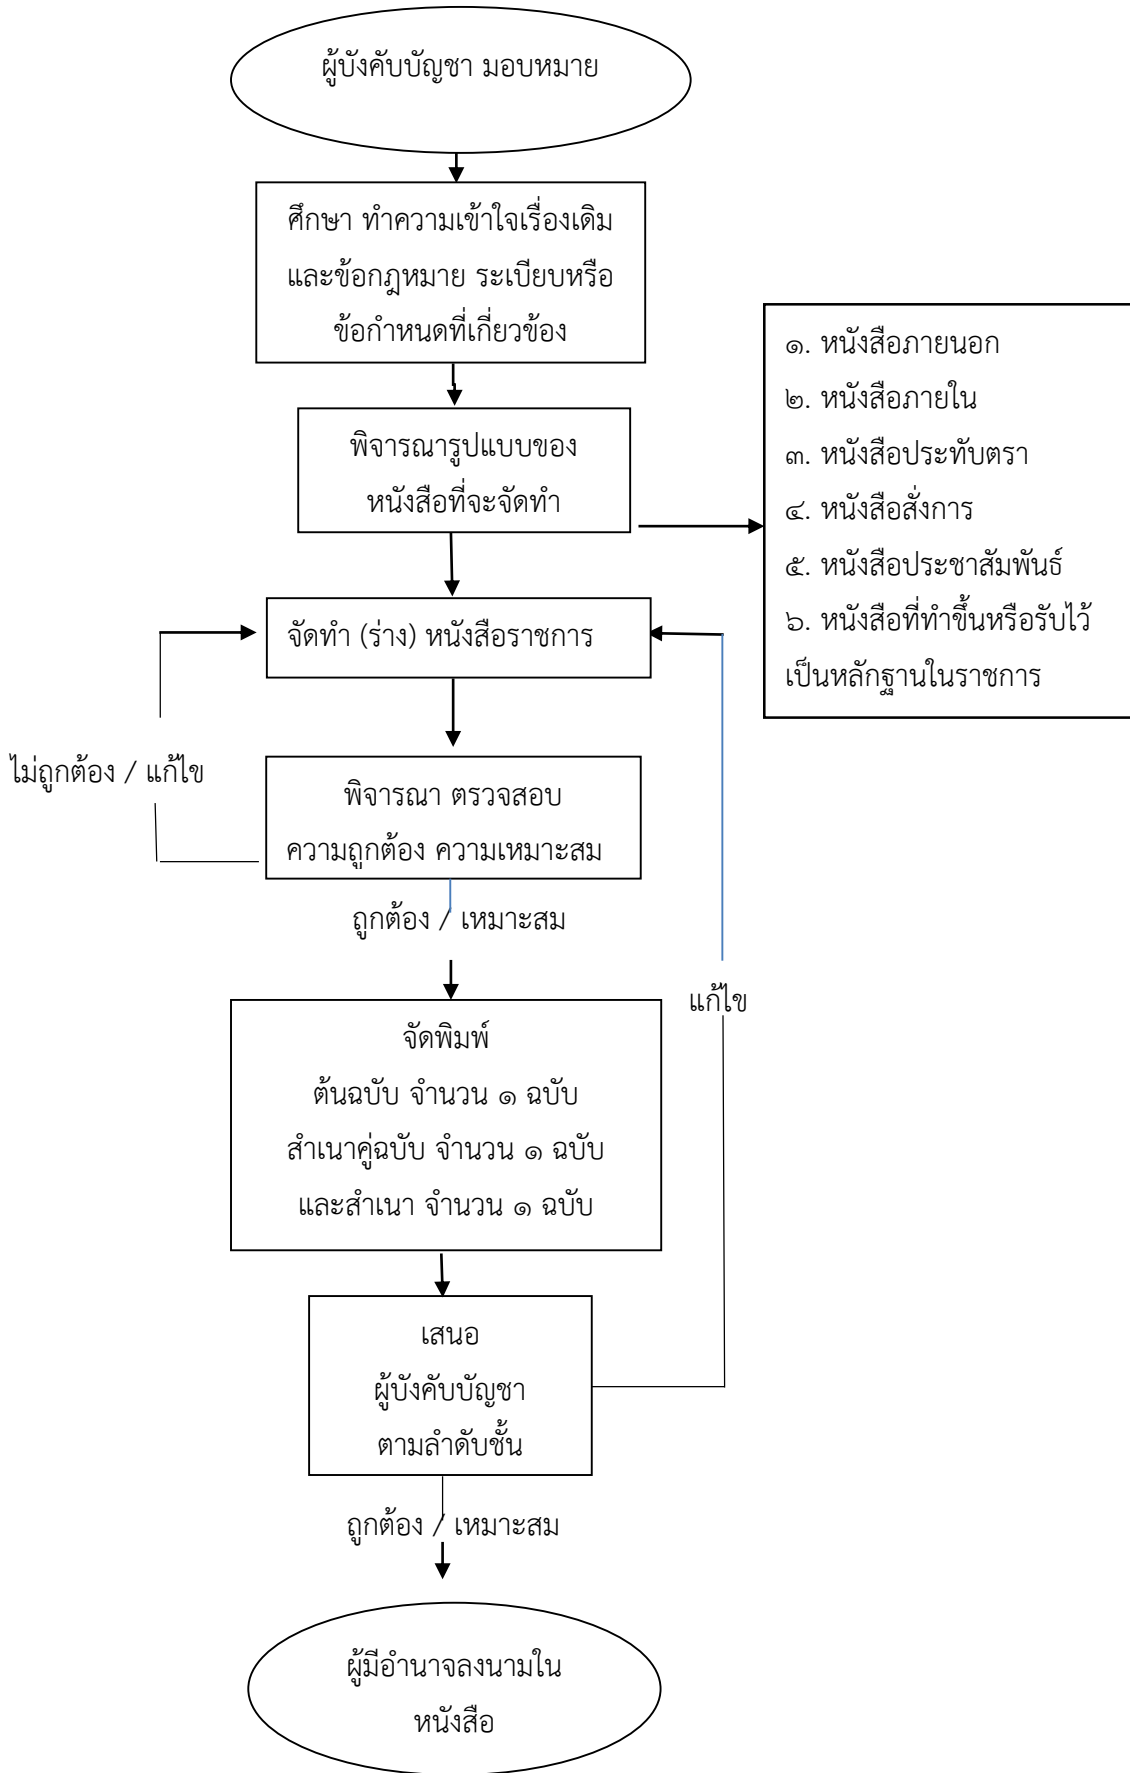 ผู้บังคับบัญชา มอบหมาย
ศึกษา ทำความเข้าใจเรื่องเดิม
และข้อกฎหมาย ระเบียบหรือ
ข้อกำหนดที่เกี่ยวข้อง
พิจารณารูปแบบของ
หนังสือที่จะจัดทำ
๑. หนังสือภายนอก
๒. หนังสือภายใน
๓. หนังสือประทับตรา
๔. หนังสือสั่งการ
๕. หนังสือประชาสัมพันธ์
๖. หนังสือที่ทำขึ้นหรือรับไว้
เป็นหลักฐานในราชการ
จัดทำ (ร่าง) หนังสือราชการ
ไม่ถูกต้อง / แก้ไข
พิจารณา ตรวจสอบ
ความถูกต้อง ความเหมาะสม
ถูกต้อง / เหมาะสม
แก้ไข
จัดพิมพ์
ต้นฉบับ จำนวน ๑ ฉบับ
สำเนาคู่ฉบับ จำนวน ๑ ฉบับ
และสำเนา จำนวน ๑ ฉบับ
เสนอ
ผู้บังคับบัญชา
ตามลำดับชั้น
ถูกต้อง / เหมาะสม
ผู้มีอำนาจลงนามใน
หนังสือ